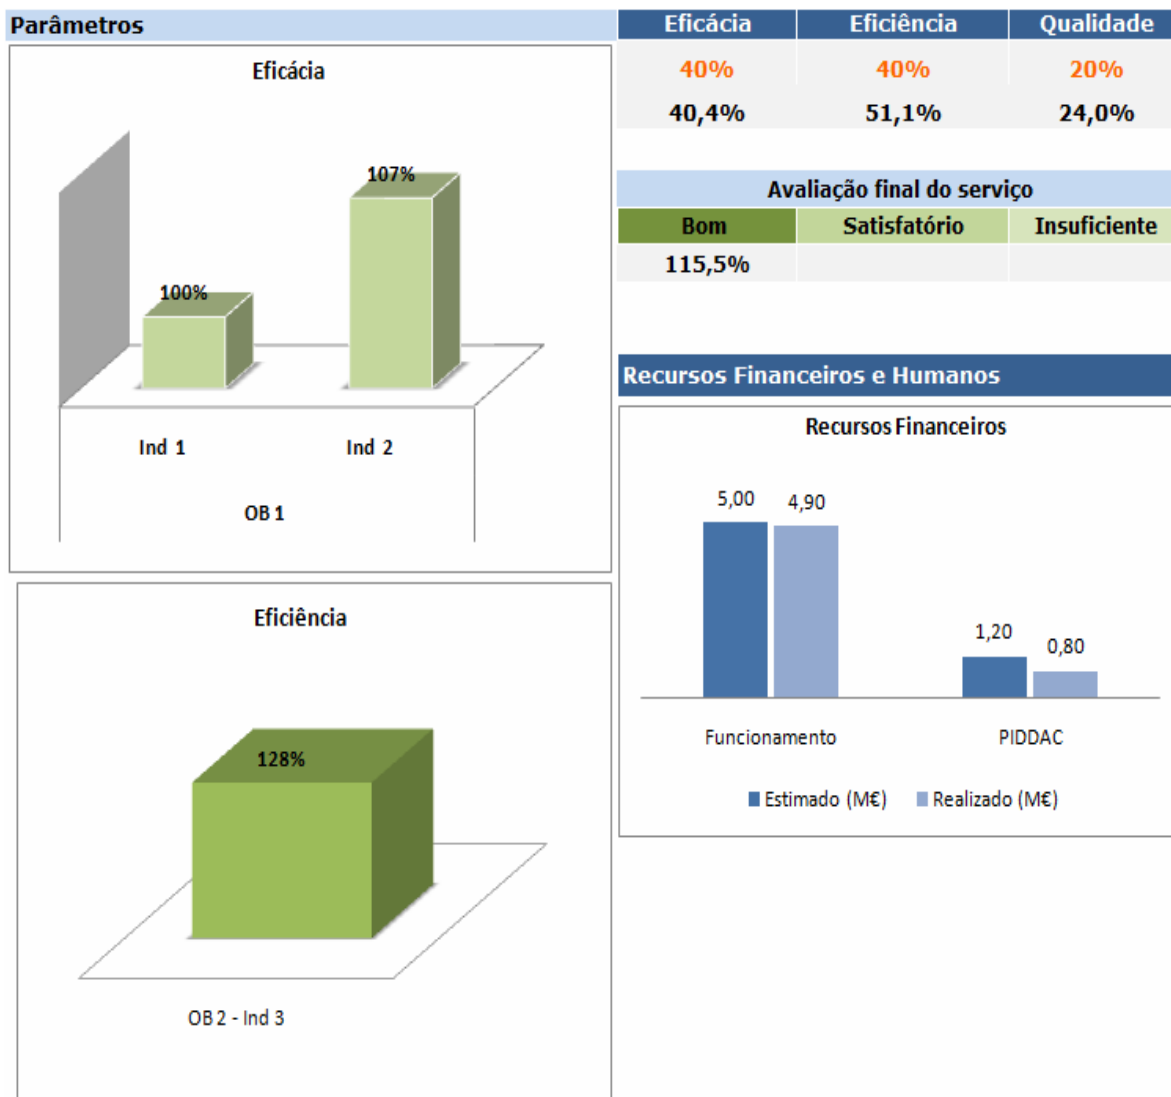 Parâmetros
Eficácia
107%
100%
Ind 1 Ind 2
OB 1
Eficiência
128%
OB 2 - Ind 3
Eficácia Eficiência Qualidade
40% 40% 20%
40,4% 51,1% 24,0%
Avaliação final do serviço
Bom Satisfatório Insuficiente
115,5%
Recursos Financeiros e Humanos
Recursos Financeiros
5,00 4,90
1,20 0,80
Funcionamento PIDDAC
Estimado (M€) Realizado (M€)